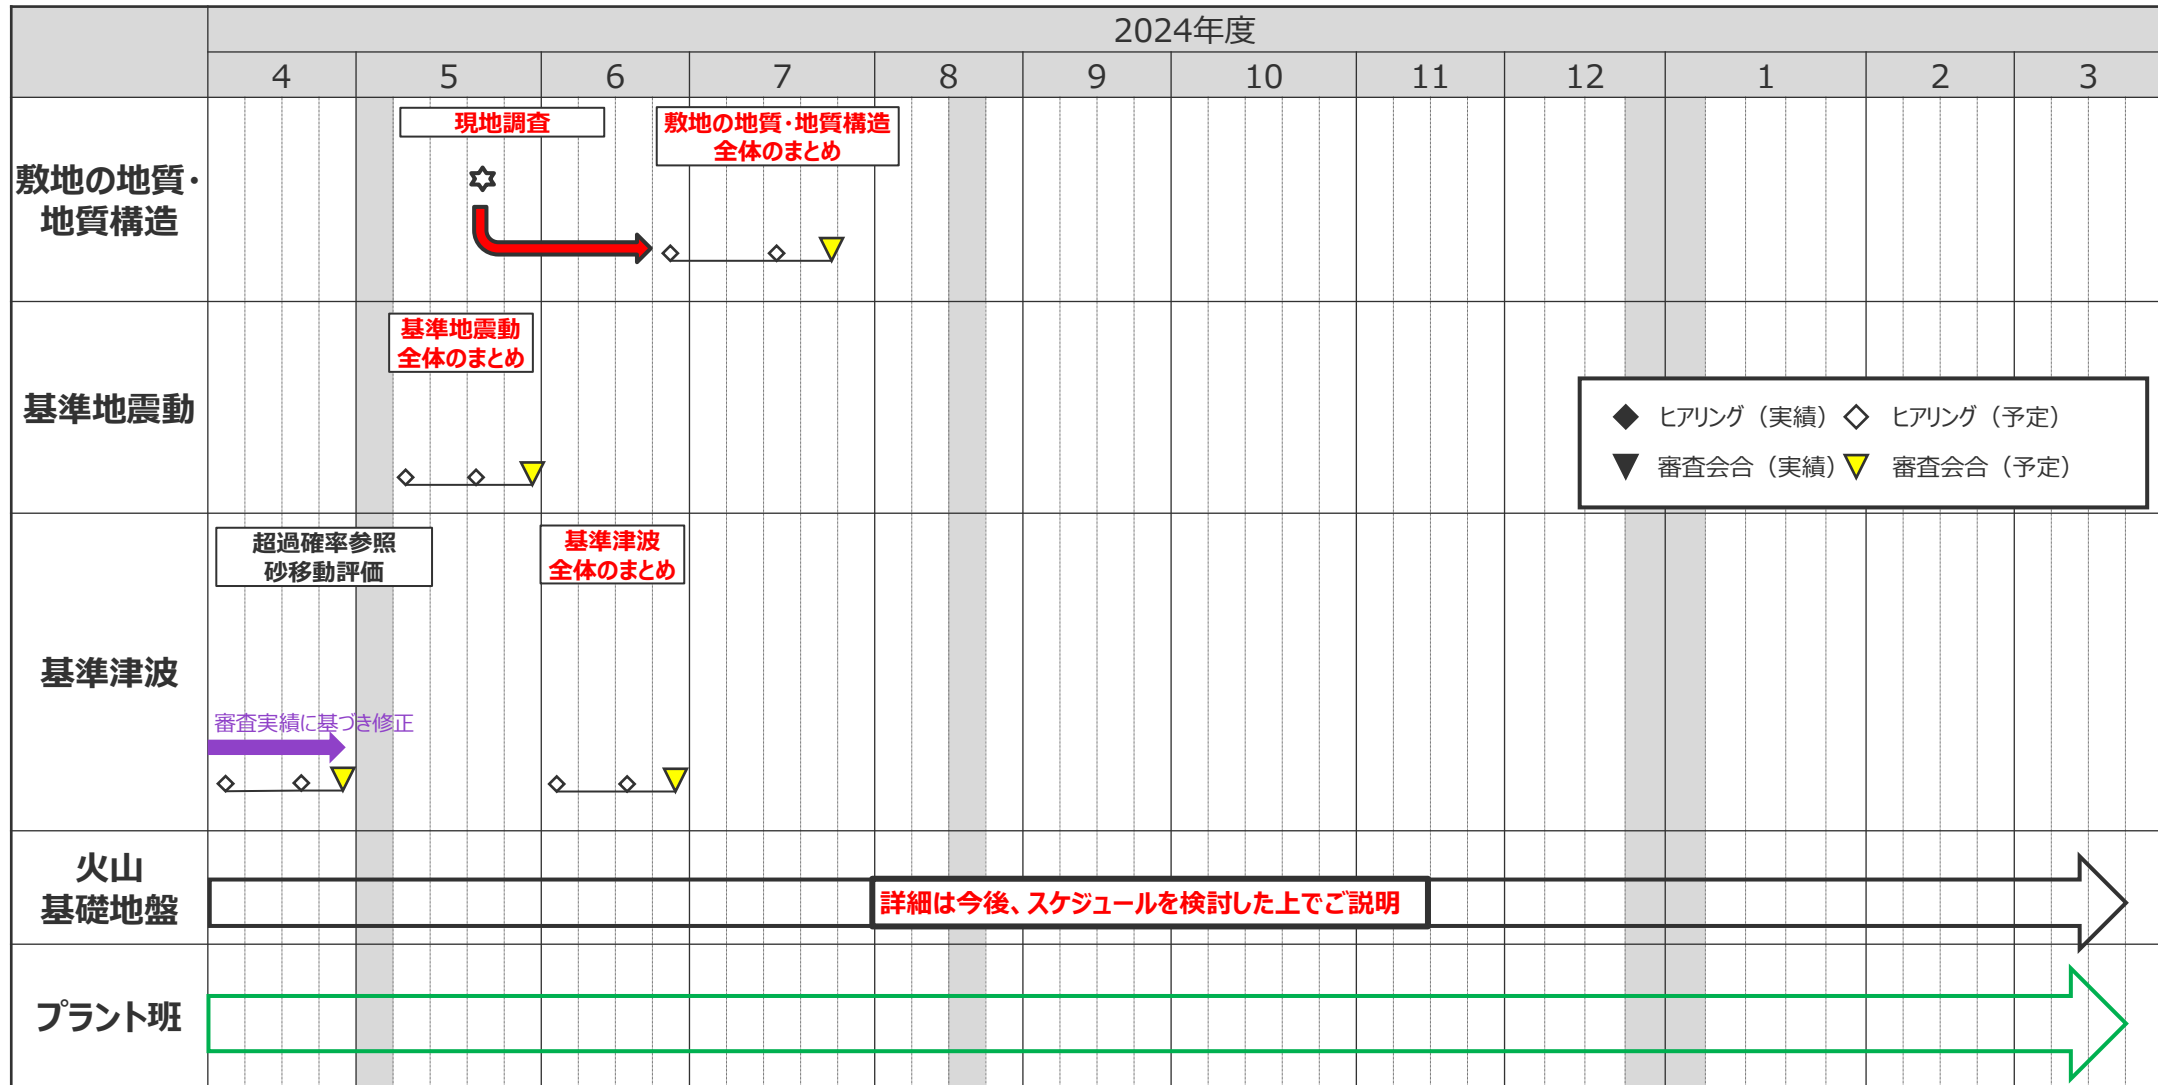 2024年度
4 5 6 7 8 9 10 11 12 1 2 3
敷地の地質・
地質構造
現地調査
敷地の地質・地質構造
全体のまとめ
基準地震動
基準地震動
全体のまとめ
ヒアリング（実績） ヒアリング（予定）
審査会合（実績） 審査会合（予定）
基準津波
超過確率参照
砂移動評価
基準津波
全体のまとめ
審査実績に基づき修正
火山
基礎地盤
詳細は今後、スケジュールを検討した上でご説明
プラント班